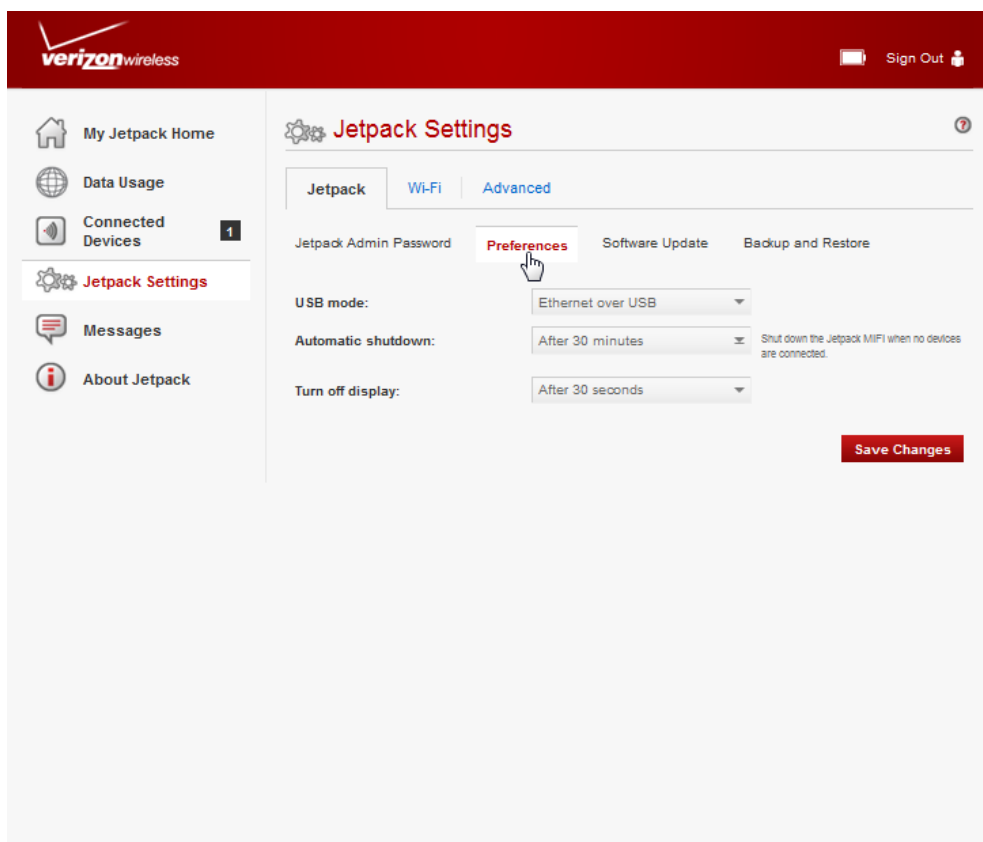 verizonwireless
Sign Out
My Jetpack Home
Data Usage
Connected
Devices
1
Jetpack Settings
Messages
About Jetpack
Jetpack Settings
?
Jetpack
Wi-Fi
Advanced
Jetpack Admin Password
Preferences
Software Update
Backup and Restore
USB mode:
Ethernet over USB
Automatic shutdown:
After 30 minutes
Shut down the Jetpack MIFI when no devices
are connected.
Turn off display:
After 30 seconds
Save Changes